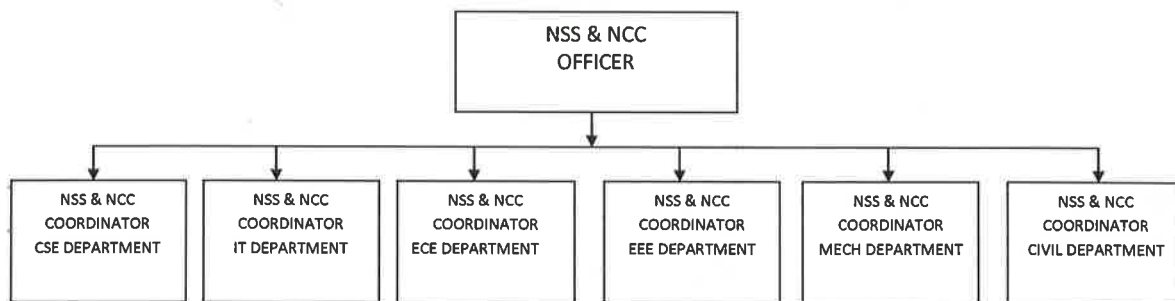 NSS & NCC
OFFICER
NSS & NCC
COORDINATOR
CSE DEPARTMENT
NSS & NCC
COORDINATOR
IT DEPARTMENT
NSS & NCC
COORDINATOR
ECE DEPARTMENT
NSS & NCC
COORDINATOR
EEE DEPARTMENT
NSS & NCC
COORDINATOR
MECH DEPARTMENT
NSS & NCC
COORDINATOR
CIVIL DEPARTMENT